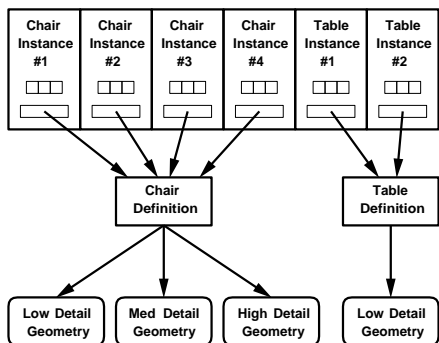 Chair
Instance
#1
Chair
Instance
#2
Chair
Instance
#3
Chair
Instance
#4
Table
Instance
#1
Table
Instance
#2
Chair
Definition
Table
Definition
Low Detail
Geometry
Med Detail
Geometry
High Detail
Geometry
Low Detail
Geometry